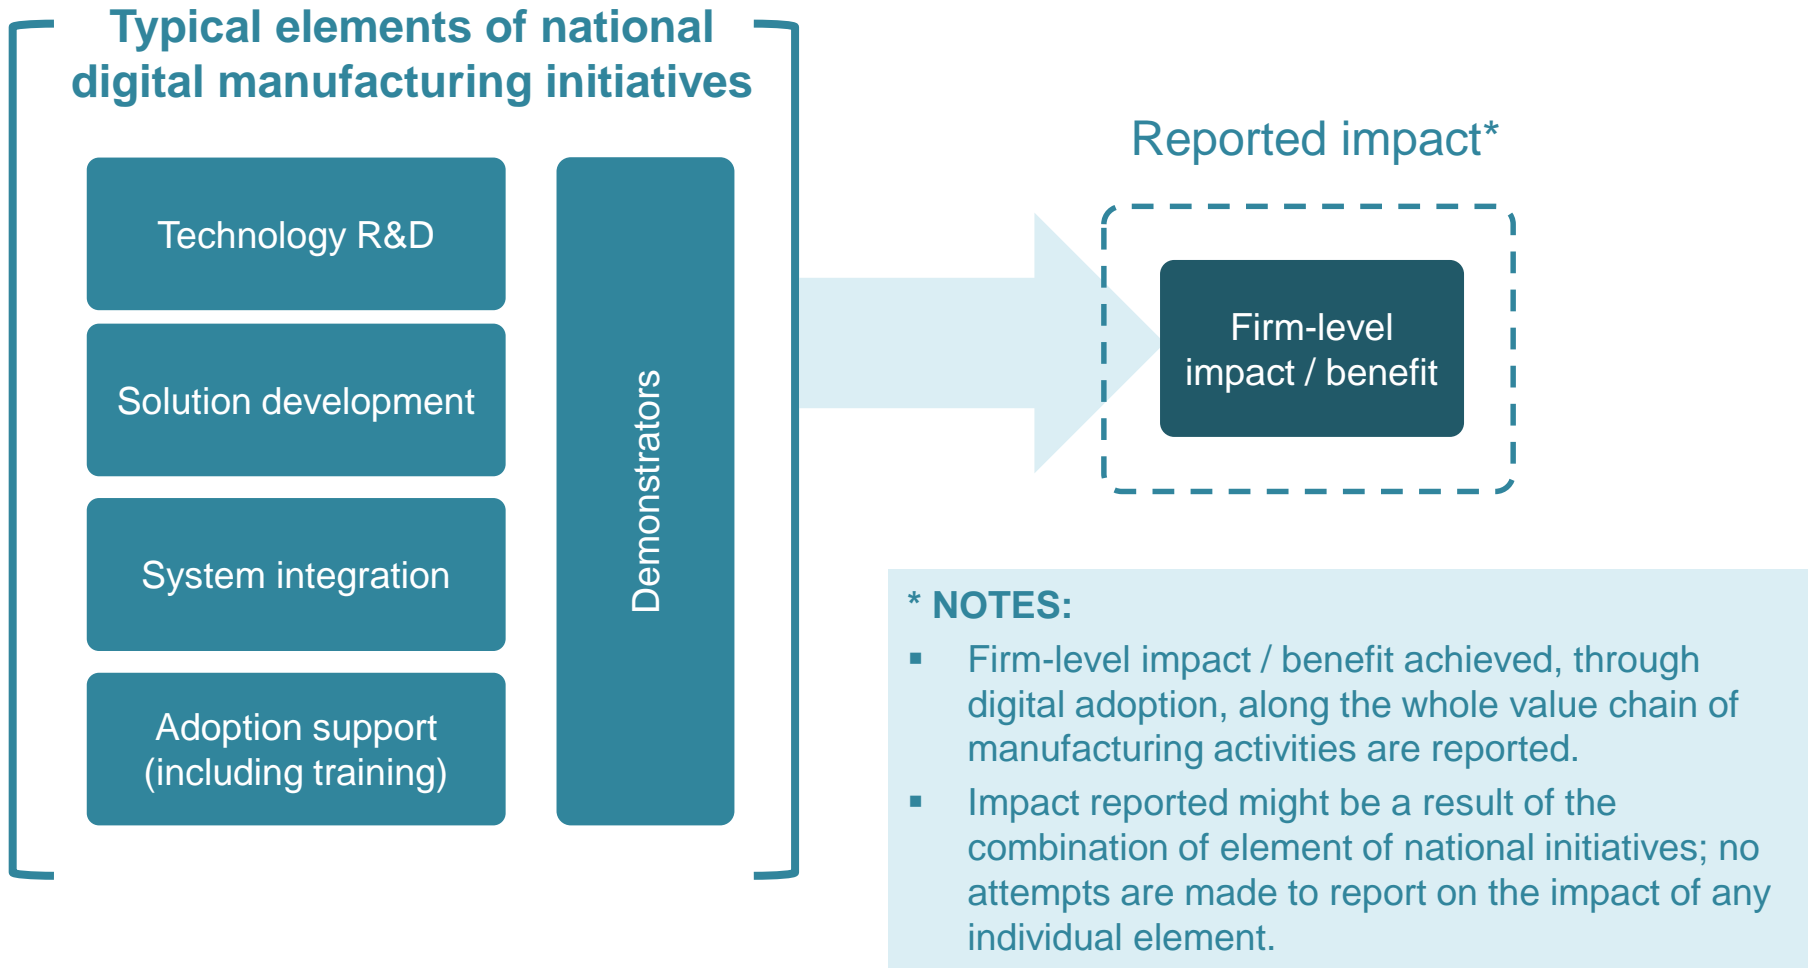 Typical elements of national
digital manufacturing initiatives
Technology R&D
Solution development
System integration
Adoption support
(including training)
Demonstrators
Reported impact*
Firm-level
impact / benefit
* NOTES:
▪ Firm-level impact / benefit achieved, through
digital adoption, along the whole value chain of
manufacturing activities are reported.
▪ Impact reported might be a result of the
combination of element of national initiatives; no
attempts are made to report on the impact of any
individual element.